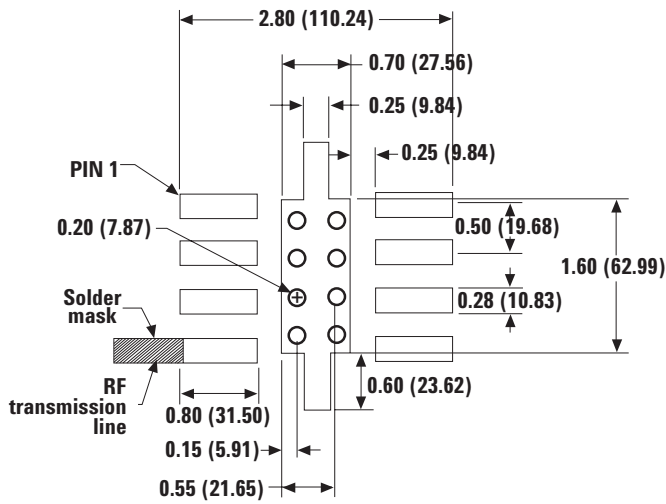 2.80 (110.24)
0.70 (27.56)
0.25 (9.84)
0.25 (9.84)
PIN 1
0.20 (7.87)
0.50 (19.68)
1.60 (62.99)
Solder
mask
0.28 (10.83)
RF
transmission
line
0.60 (23.62)
0.80 (31.50)
0.15 (5.91)
0.55 (21.65)